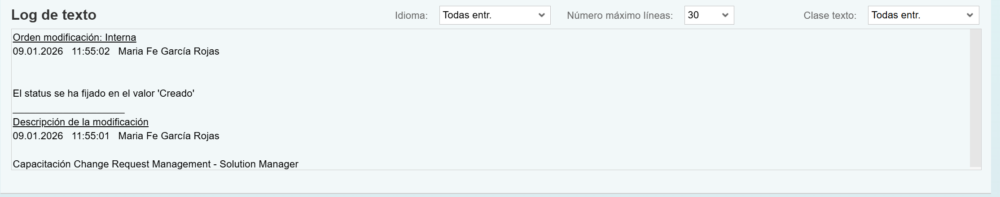 Log de texto
Idioma: Todas entr. Número máximo líneas: 30 Clase texto: Todas entr.
Orden modificación: Interna
09.01.2026 11:55:02 Maria Fe García Rojas
El status se ha fijado en el valor 'Creado'
____________________
Descripción de la modificación
09.01.2026 11:55:01 Maria Fe García Rojas
Capacitación Change Request Management - Solution Manager